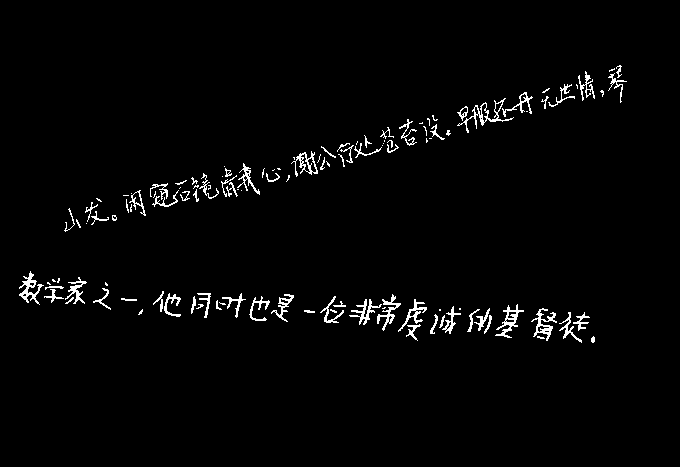 山发。闲窥石镜清我心,谢公行处苍苔没。早服还丹无世情,琴
数学家之一,他同时也是一位非常虔诚的基督徒.